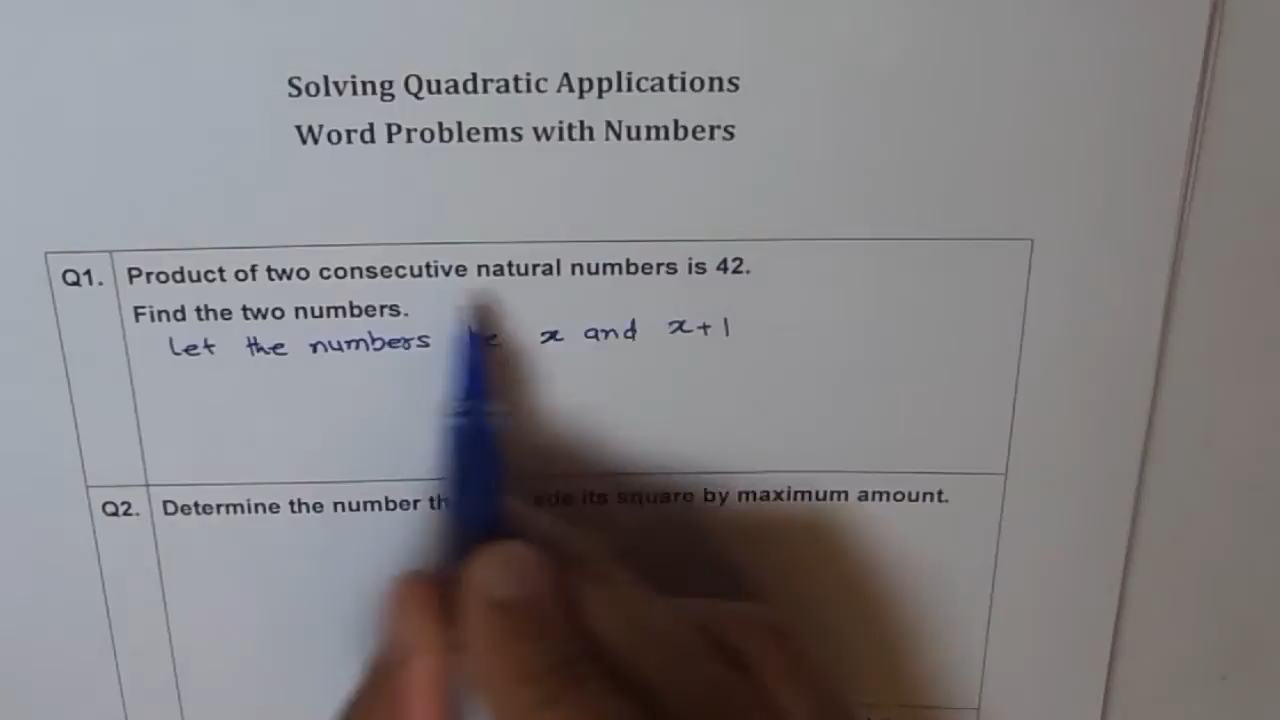 Solving Quadratic Applications
Word Problems with Numbers
Q1. Product of two consecutive natural numbers is 42.
Find the two numbers.
Let the numbers x and x+1
Q2. Determine the number its square by maximum amount.